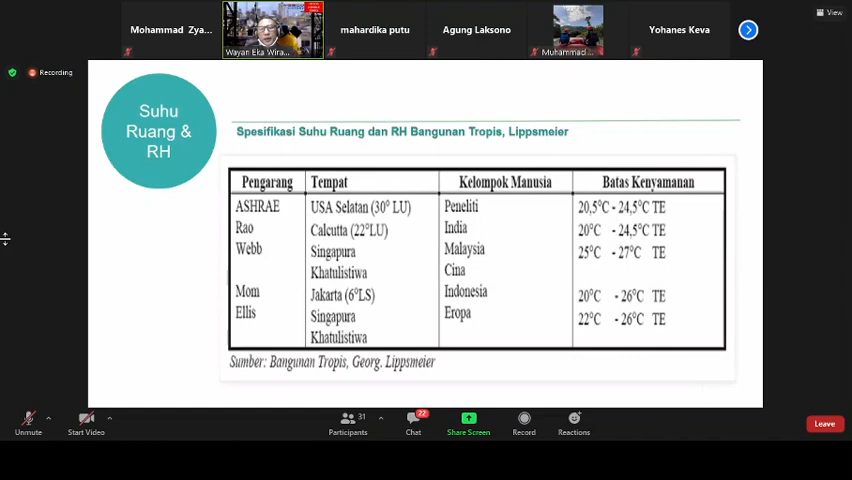 Mohammad Zya...
Wayan Eka Wira...
mahardika putu
Agung Laksono
Muhammad ...
Yohanes Keva
View
Recording
Suhu
Ruang &
RH
Spesifikasi Suhu Ruang dan RH Bangunan Tropis, Lippsmeier
Pengarang Tempat Kelompok Manusia Batas Kenyamanan
ASHRAE USA Selatan (30° LU) Peneliti 20,5°C - 24,5°C TE
Rao Calcutta (22°LU) India 20°C - 24,5°C TE
Webb Singapura Malaysia 25°C - 27°C TE
Khatulistiwa Cina
Mom Jakarta (6°LS) Indonesia 20°C - 26°C TE
Ellis Singapura Eropa 22°C - 26°C TE
Khatulistiwa
Sumber: Bangunan Tropis, Georg. Lippsmeier
Unmute
Start Video
31
Participants
22
Chat
Share Screen
Record
Reactions
Leave